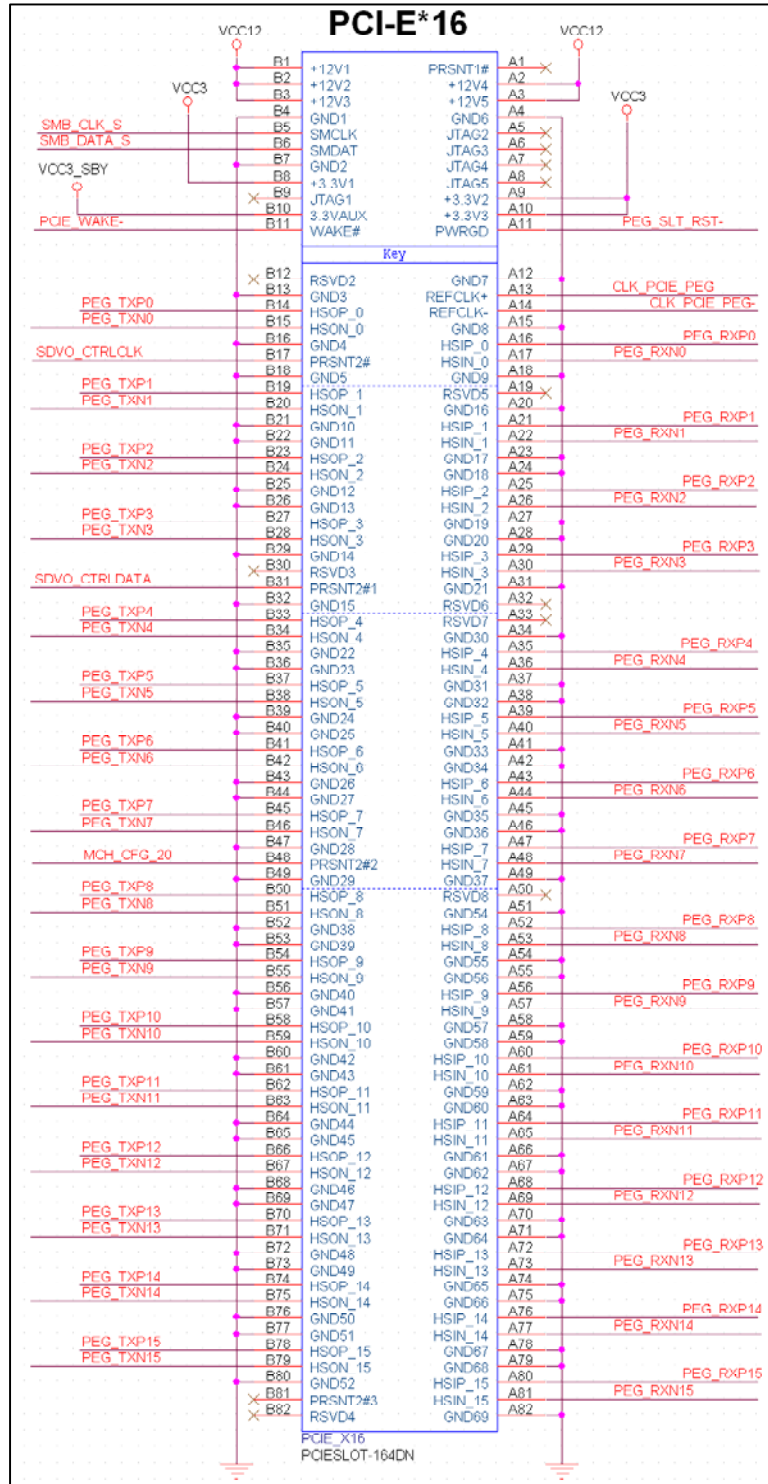 PCI-E*16
VCC12 VCC12
B1 +12V1 PRSNT1# A1
B2 +12V2 +12V4 A2
VCC3 B3 +12V3 +12V5 A3 VCC3
B4 GND1 GND6 A4
SMB_CLK_S B5 SMCLK JTAG2 A5
SMB_DATA_S B6 SMDAT JTAG3 A6
B7 GND2 JTAG4 A7
VCC3_SBY B8 +3.3V1 JTAG5 A8
B9 JTAG1 +3.3V2 A9
B10 3.3VAUX +3.3V3 A10
PCIE_WAKE- B11 WAKE# PWRGD A11 PEG_SLT_RST-
Key
B12 RSVD2 GND7 A12
B13 GND3 REFCLK+ A13 CLK_PCIE_PEG
PEG_TXP0 B14 HSOP_0 REFCLK- A14 CLK_PCIE_PEG-
PEG_TXN0 B15 HSON_0 GND8 A15
B16 GND4 HSIP_0 A16 PEG_RXP0
SDVO_CTRLCLK B17 PRSNT2# HSIN_0 A17 PEG_RXN0
B18 GND5 GND9 A18
PEG_TXP1 B19 HSOP_1 RSVD5 A19
PEG_TXN1 B20 HSON_1 GND16 A20
B21 GND10 HSIP_1 A21 PEG_RXP1
B22 GND11 HSIN_1 A22 PEG_RXN1
PEG_TXP2 B23 HSOP_2 GND17 A23
PEG_TXN2 B24 HSON_2 GND18 A24
B25 GND12 HSIP_2 A25 PEG_RXP2
B26 GND13 HSIN_2 A26 PEG_RXN2
PEG_TXP3 B27 HSOP_3 GND19 A27
PEG_TXN3 B28 HSON_3 GND20 A28
B29 GND14 HSIP_3 A29 PEG_RXP3
B30 RSVD3 HSIN_3 A30 PEG_RXN3
SDVO_CTRLDATA B31 PRSNT2#1 GND21 A31
B32 GND15 RSVD6 A32
PEG_TXP4 B33 HSOP_4 RSVD7 A33
PEG_TXN4 B34 HSON_4 GND30 A34
B35 GND22 HSIP_4 A35 PEG_RXP4
B36 GND23 HSIN_4 A36 PEG_RXN4
PEG_TXP5 B37 HSOP_5 GND31 A37
PEG_TXN5 B38 HSON_5 GND32 A38
B39 GND24 HSIP_5 A39 PEG_RXP5
B40 GND25 HSIN_5 A40 PEG_RXN5
PEG_TXP6 B41 HSOP_6 GND33 A41
PEG_TXN6 B42 HSON_6 GND34 A42
B43 GND26 HSIP_6 A43 PEG_RXP6
B44 GND27 HSIN_6 A44 PEG_RXN6
PEG_TXP7 B45 HSOP_7 GND35 A45
PEG_TXN7 B46 HSON_7 GND36 A46
B47 GND28 HSIP_7 A47 PEG_RXP7
MCH_CFG_20 B48 PRSNT2#2 HSIN_7 A48 PEG_RXN7
B49 GND29 GND37 A49
PEG_TXP8 B50 HSOP_8 RSVD8 A50
PEG_TXN8 B51 HSON_8 GND54 A51
B52 GND38 HSIP_8 A52 PEG_RXP8
B53 GND39 HSIN_8 A53 PEG_RXN8
PEG_TXP9 B54 HSOP_9 GND55 A54
PEG_TXN9 B55 HSON_9 GND56 A55
B56 GND40 HSIP_9 A56 PEG_RXP9
B57 GND41 HSIN_9 A57 PEG_RXN9
PEG_TXP10 B58 HSOP_10 GND57 A58
PEG_TXN10 B59 HSON_10 GND58 A59
B60 GND42 HSIP_10 A60 PEG_RXP10
B61 GND43 HSIN_10 A61 PEG_RXN10
PEG_TXP11 B62 HSOP_11 GND59 A62
PEG_TXN11 B63 HSON_11 GND60 A63
B64 GND44 HSIP_11 A64 PEG_RXP11
B65 GND45 HSIN_11 A65 PEG_RXN11
PEG_TXP12 B66 HSOP_12 GND61 A66
PEG_TXN12 B67 HSON_12 GND62 A67
B68 GND46 HSIP_12 A68 PEG_RXP12
B69 GND47 HSIN_12 A69 PEG_RXN12
PEG_TXP13 B70 HSOP_13 GND63 A70
PEG_TXN13 B71 HSON_13 GND64 A71
B72 GND48 HSIP_13 A72 PEG_RXP13
B73 GND49 HSIN_13 A73 PEG_RXN13
PEG_TXP14 B74 HSOP_14 GND65 A74
PEG_TXN14 B75 HSON_14 GND66 A75
B76 GND50 HSIP_14 A76 PEG_RXP14
B77 GND51 HSIN_14 A77 PEG_RXN14
PEG_TXP15 B78 HSOP_15 GND67 A78
PEG_TXN15 B79 HSON_15 GND68 A79
B80 GND52 HSIP_15 A80 PEG_RXP15
B81 PRSNT2#3 HSIN_15 A81 PEG_RXN15
B82 RSVD4 GND69 A82
PCIE_X16
PCIESLOT-164DN